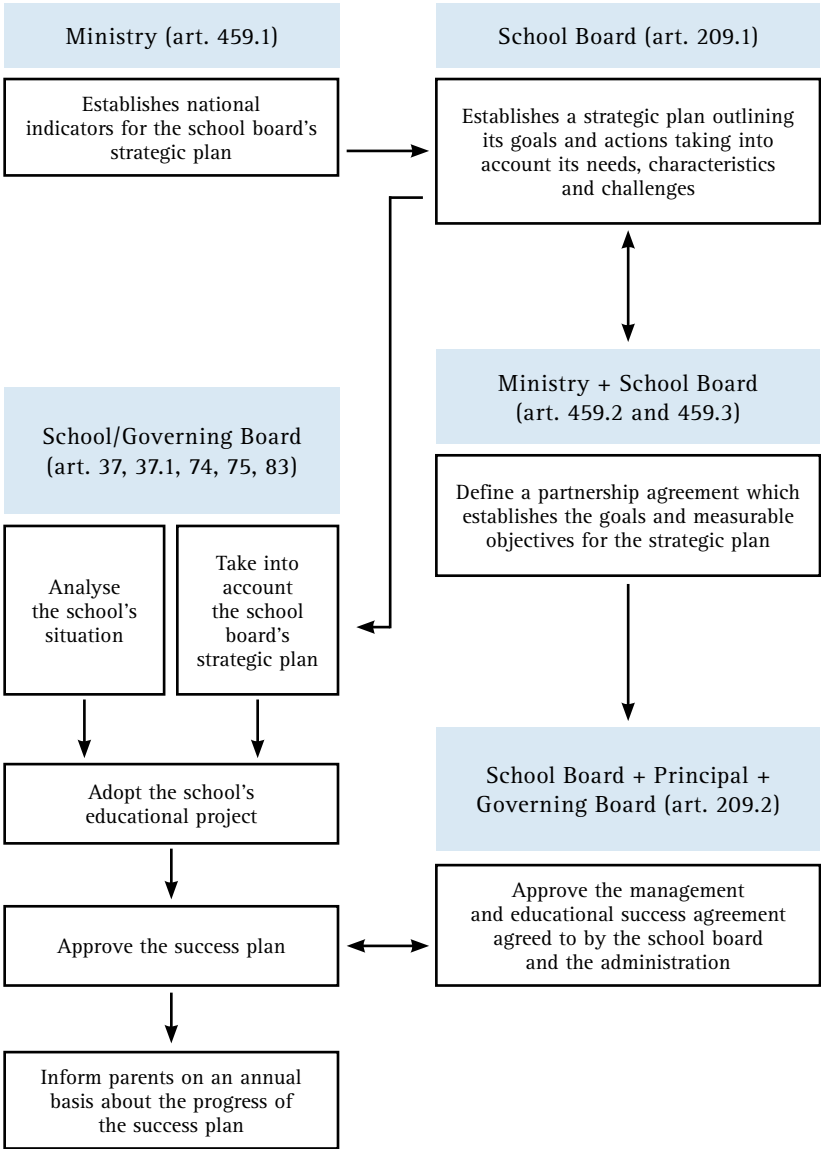 Ministry (art. 459.1)
Establishes national
indicators for the school board's
strategic plan
School Board (art. 209.1)
Establishes a strategic plan outlining
its goals and actions taking into
account its needs, characteristics
and challenges
Ministry + School Board
(art. 459.2 and 459.3)
Define a partnership agreement which
establishes the goals and measurable
objectives for the strategic plan
School/Governing Board
(art. 37, 37.1, 74, 75, 83)
Analyse
the school's
situation
Take into
account
the school
board's
strategic plan
Adopt the school's
educational project
School Board + Principal +
Governing Board (art. 209.2)
Approve the success plan
Approve the management
and educational success agreement
agreed to by the school board
and the administration
Inform parents on an annual
basis about the progress of
the success plan